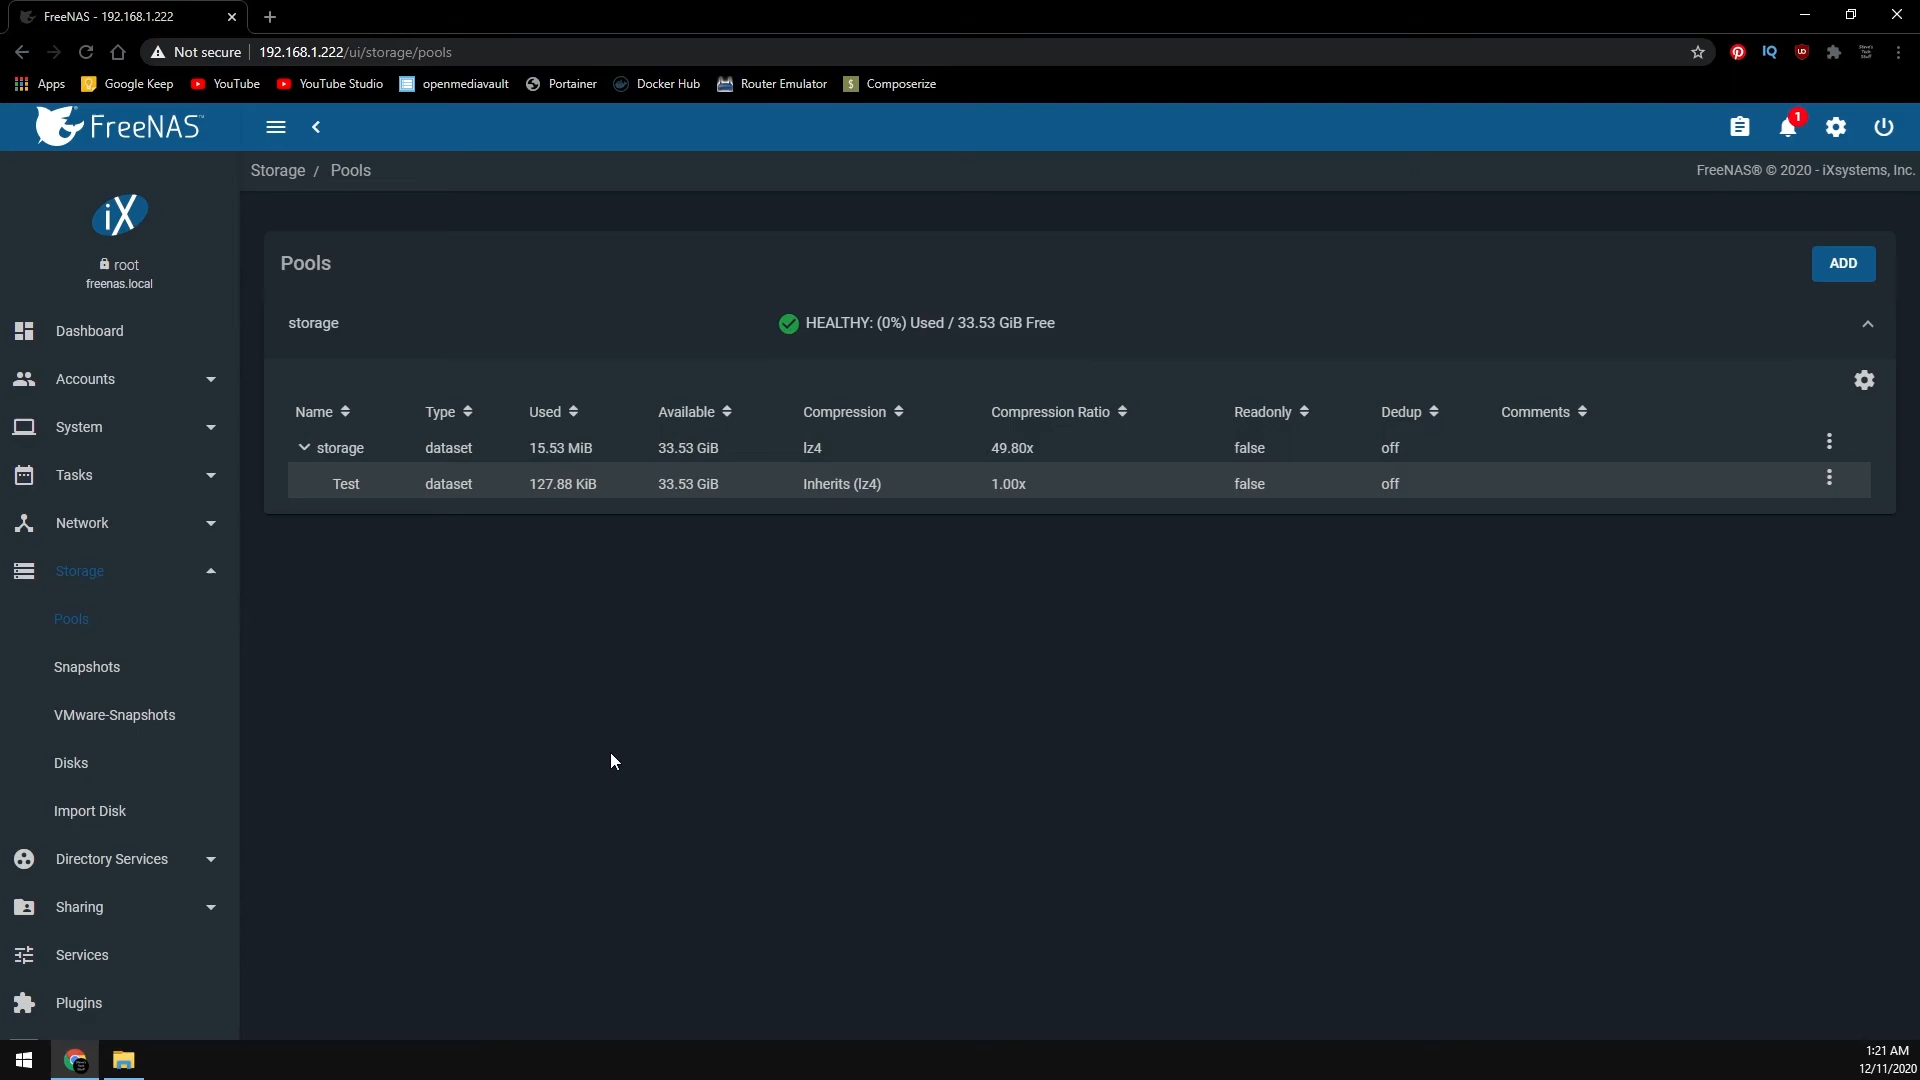 FreeNAS - 192.168.1.222
Not secure 192.168.1.222/ui/storage/pools
Apps Google Keep YouTube YouTube Studio openmediavault Portainer Docker Hub Router Emulator Composerize
FreeNAS™
1
Storage / Pools
FreeNAS® © 2020 - iXsystems, Inc.
iX
root
freenas.local
Dashboard
Accounts
System
Tasks
Network
Storage
Pools
Snapshots
VMware-Snapshots
Disks
Import Disk
Directory Services
Sharing
Services
Plugins
Pools
ADD
storage HEALTHY: (0%) Used / 33.53 GiB Free
Name Type Used Available Compression Compression Ratio Readonly Dedup Comments
storage dataset 15.53 MiB 33.53 GiB lz4 49.80x false off
Test dataset 127.88 KiB 33.53 GiB Inherits (lz4) 1.00x false off
1:21 AM
12/11/2020